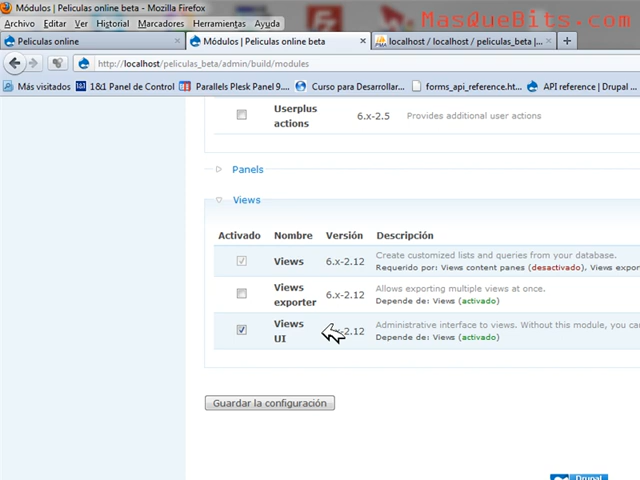 Módulos | Peliculas online beta - Mozilla Firefox
MasQueBits.com
Archivo Editar Ver Historial Marcadores Herramientas Ayuda
Peliculas online × Módulos | Peliculas online beta × localhost / localhost / peliculas_beta |... × +
http://localhost/peliculas_beta/admin/build/modules
Más visitados 1&1 Panel de Control Parallels Plesk Panel 9.... Curso para Desarrollar... forms_api_reference.ht... API reference | Drupal ...
Userplus actions 6.x-2.5 Provides additional user actions
Panels
Views
Activado Nombre Versión Descripción
Views 6.x-2.12 Create customized lists and queries from your database.
Requerido por: Views content panes (desactivado), Views expor
Views exporter 6.x-2.12 Allows exporting multiple views at once.
Depende de: Views (activado)
Views UI 2.12 Administrative interface to views. Without this module, you can
Depende de: Views (activado)
Guardar la configuración
Drupal